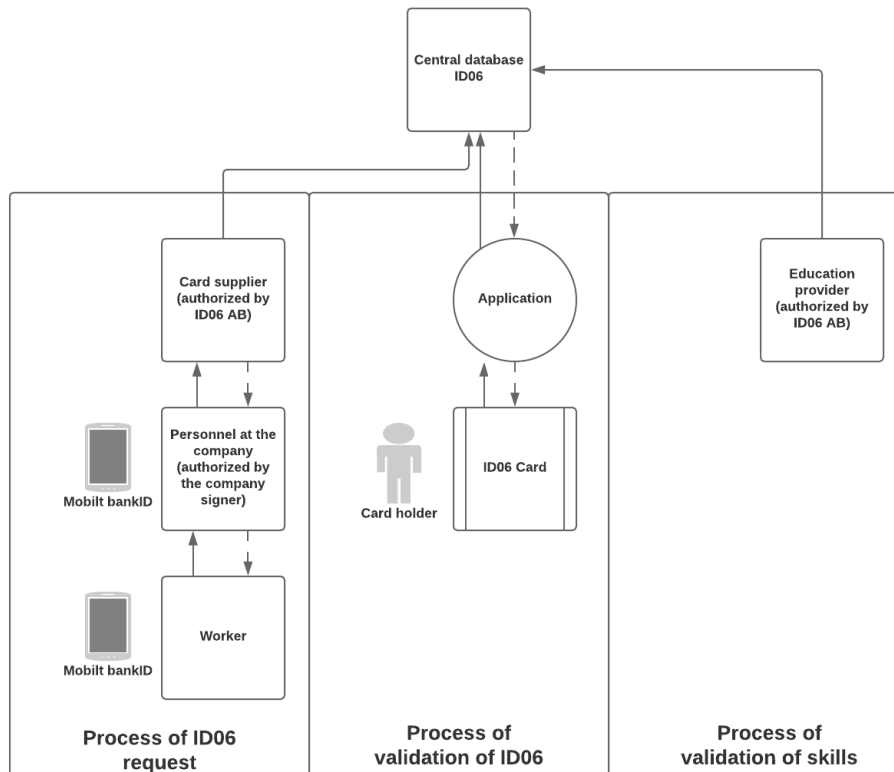 Central database
ID06
Card supplier
(authorized by
ID06 AB)
Application
Education
provider
(authorized by
ID06 AB)
Personnel at the
company
(authorized by
the company
signer)
Mobilt bankID
ID06 Card
Card holder
Worker
Mobilt bankID
Process of ID06
request
Process of
validation of ID06
Process of
validation of skills